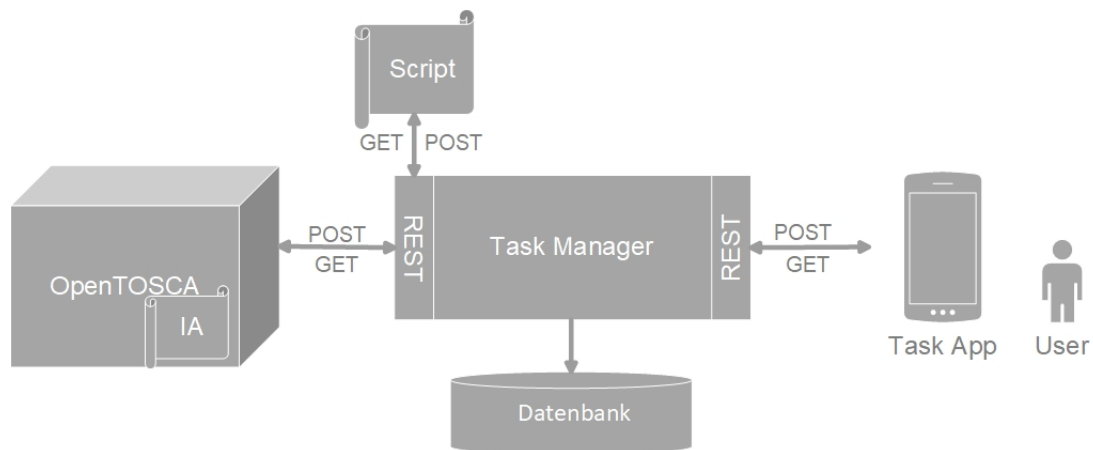 Script
GET
POST
OpenTOSCA
IA
POST
GET
REST
Task Manager
REST
POST
GET
Task App
User
Datenbank